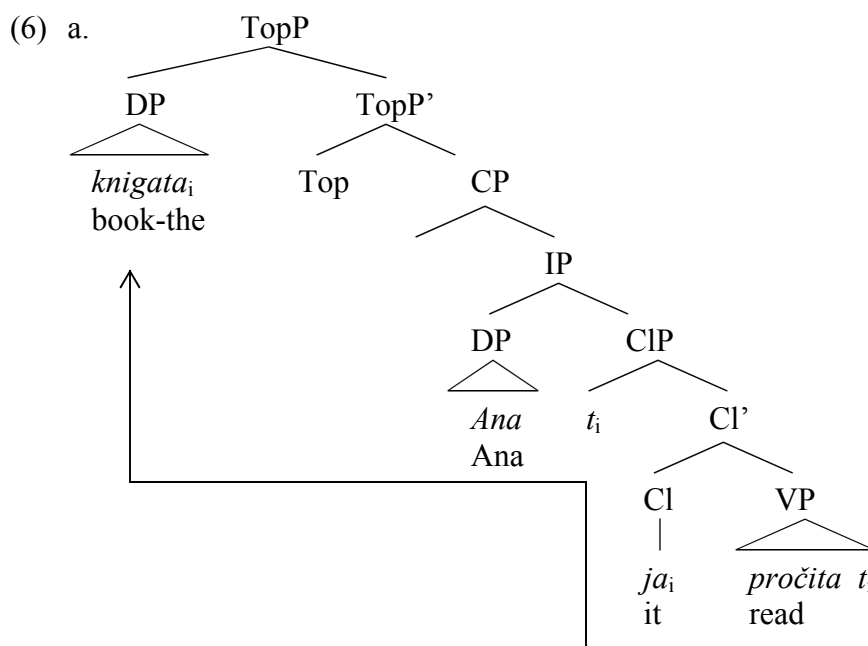 (6) a. TopP
DP TopP’
knigataᵢ Top CP
book-the
IP
DP ClP
Ana tᵢ Cl’
Ana
Cl VP
jaᵢ pročita tᵢ
it read